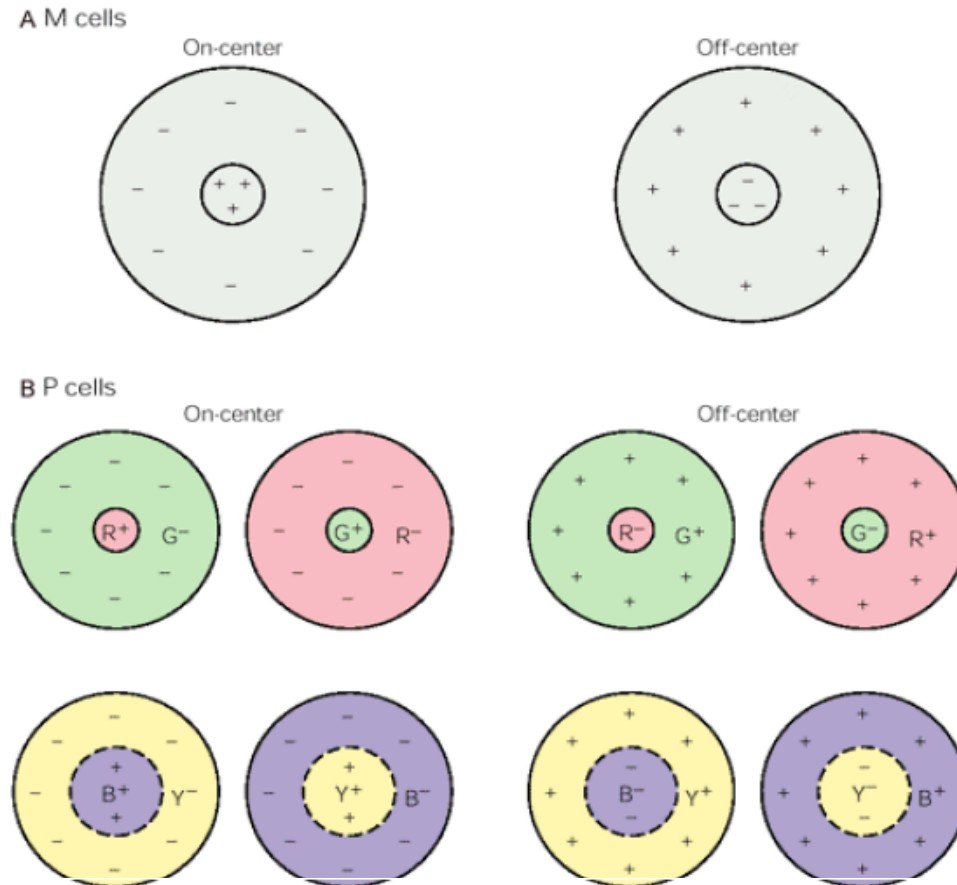 A M cells
On-center Off-center
− − − − − − − − + + +
+ + + + + + + + − − −
B P cells
On-center Off-center
R+ G− − − − − − − −
G+ R− − − − − − − −
R− G+ + + + + + + +
G− R+ + + + + + + + +
B+ Y− + + − − − − − − −
Y+ B− + + − − − − − − −
B− Y+ − − + + + + + + +
Y− B+ − − + + + + + + +